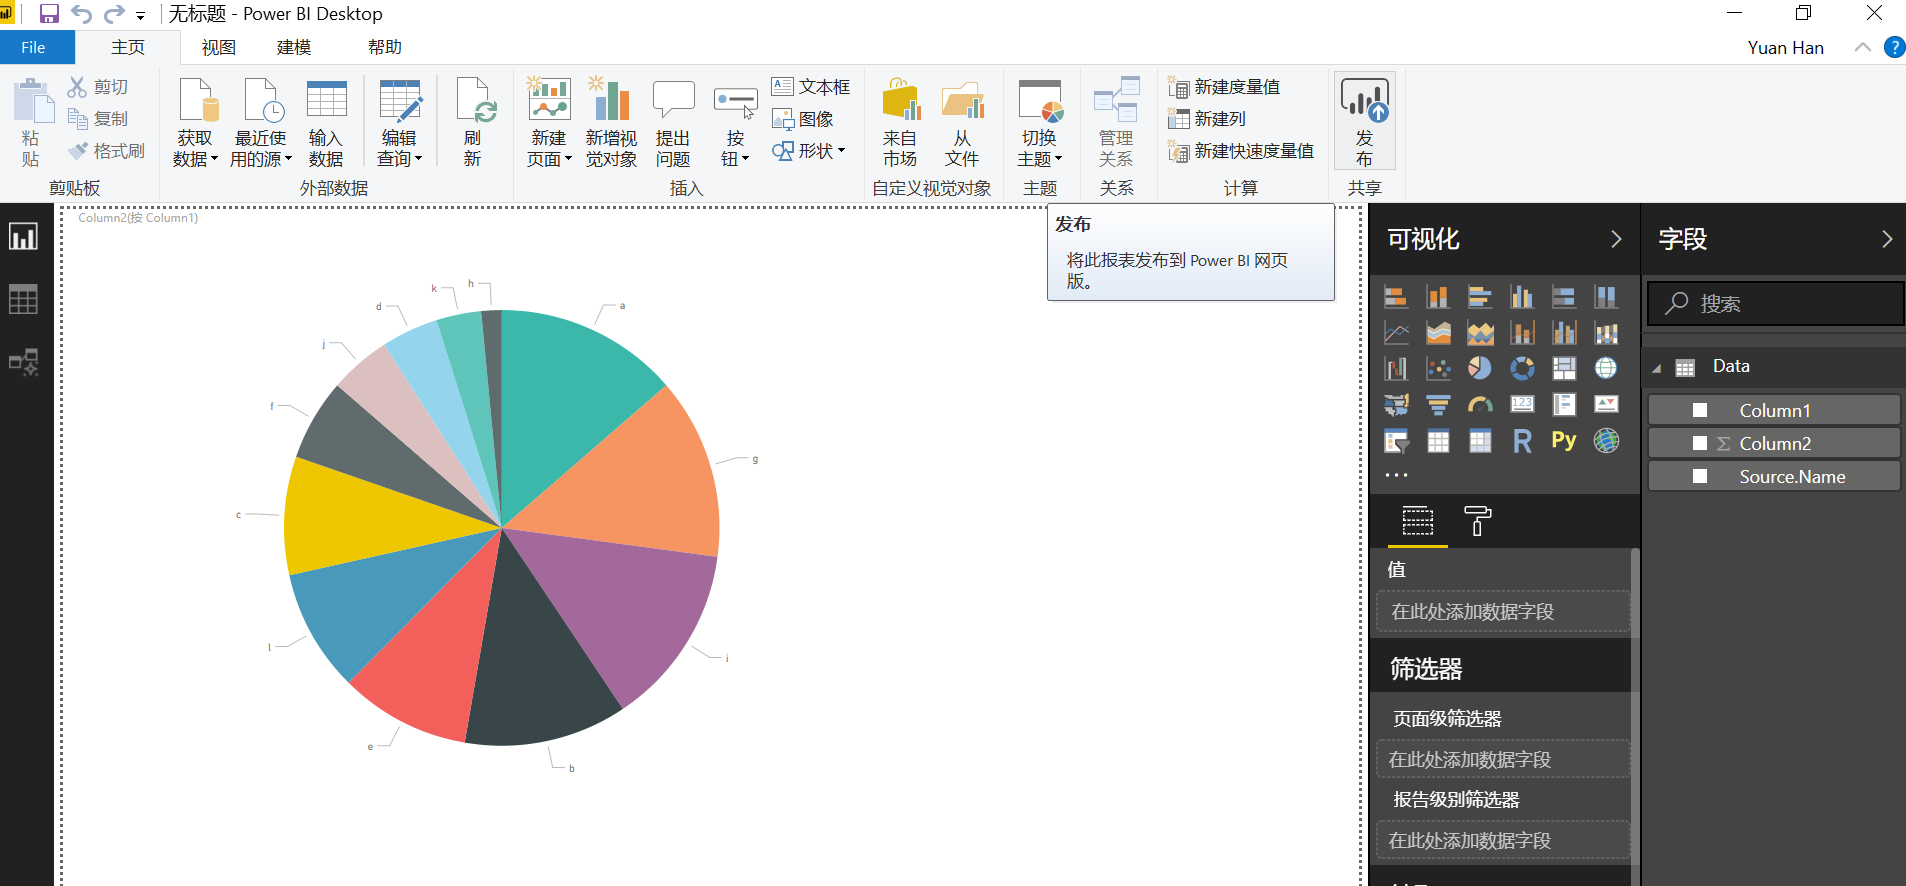 无标题 - Power BI Desktop
File
主页
视图
建模
帮助
Yuan Han
?
粘
贴
剪切
复制
格式刷
剪贴板
获取
数据
最近使
用的源
输入
数据
编辑
查询
刷
新
外部数据
新建
页面
新增视
觉对象
提出
问题
按
钮
文本框
图像
形状
插入
来自
市场
从
文件
自定义视觉对象
切换
主题
主题
管理
关系
关系
新建度量值
新建列
新建快速度量值
计算
发
布
共享
Column2(按 Column1)
发布
将此报表发布到 Power BI 网页
版。
h
k
d
a
j
f
g
c
l
i
e
b
可视化
123
R
Py
值
在此处添加数据字段
筛选器
页面级筛选器
在此处添加数据字段
报告级别筛选器
在此处添加数据字段
字段
搜索
Data
Column1
Σ Column2
Source.Name